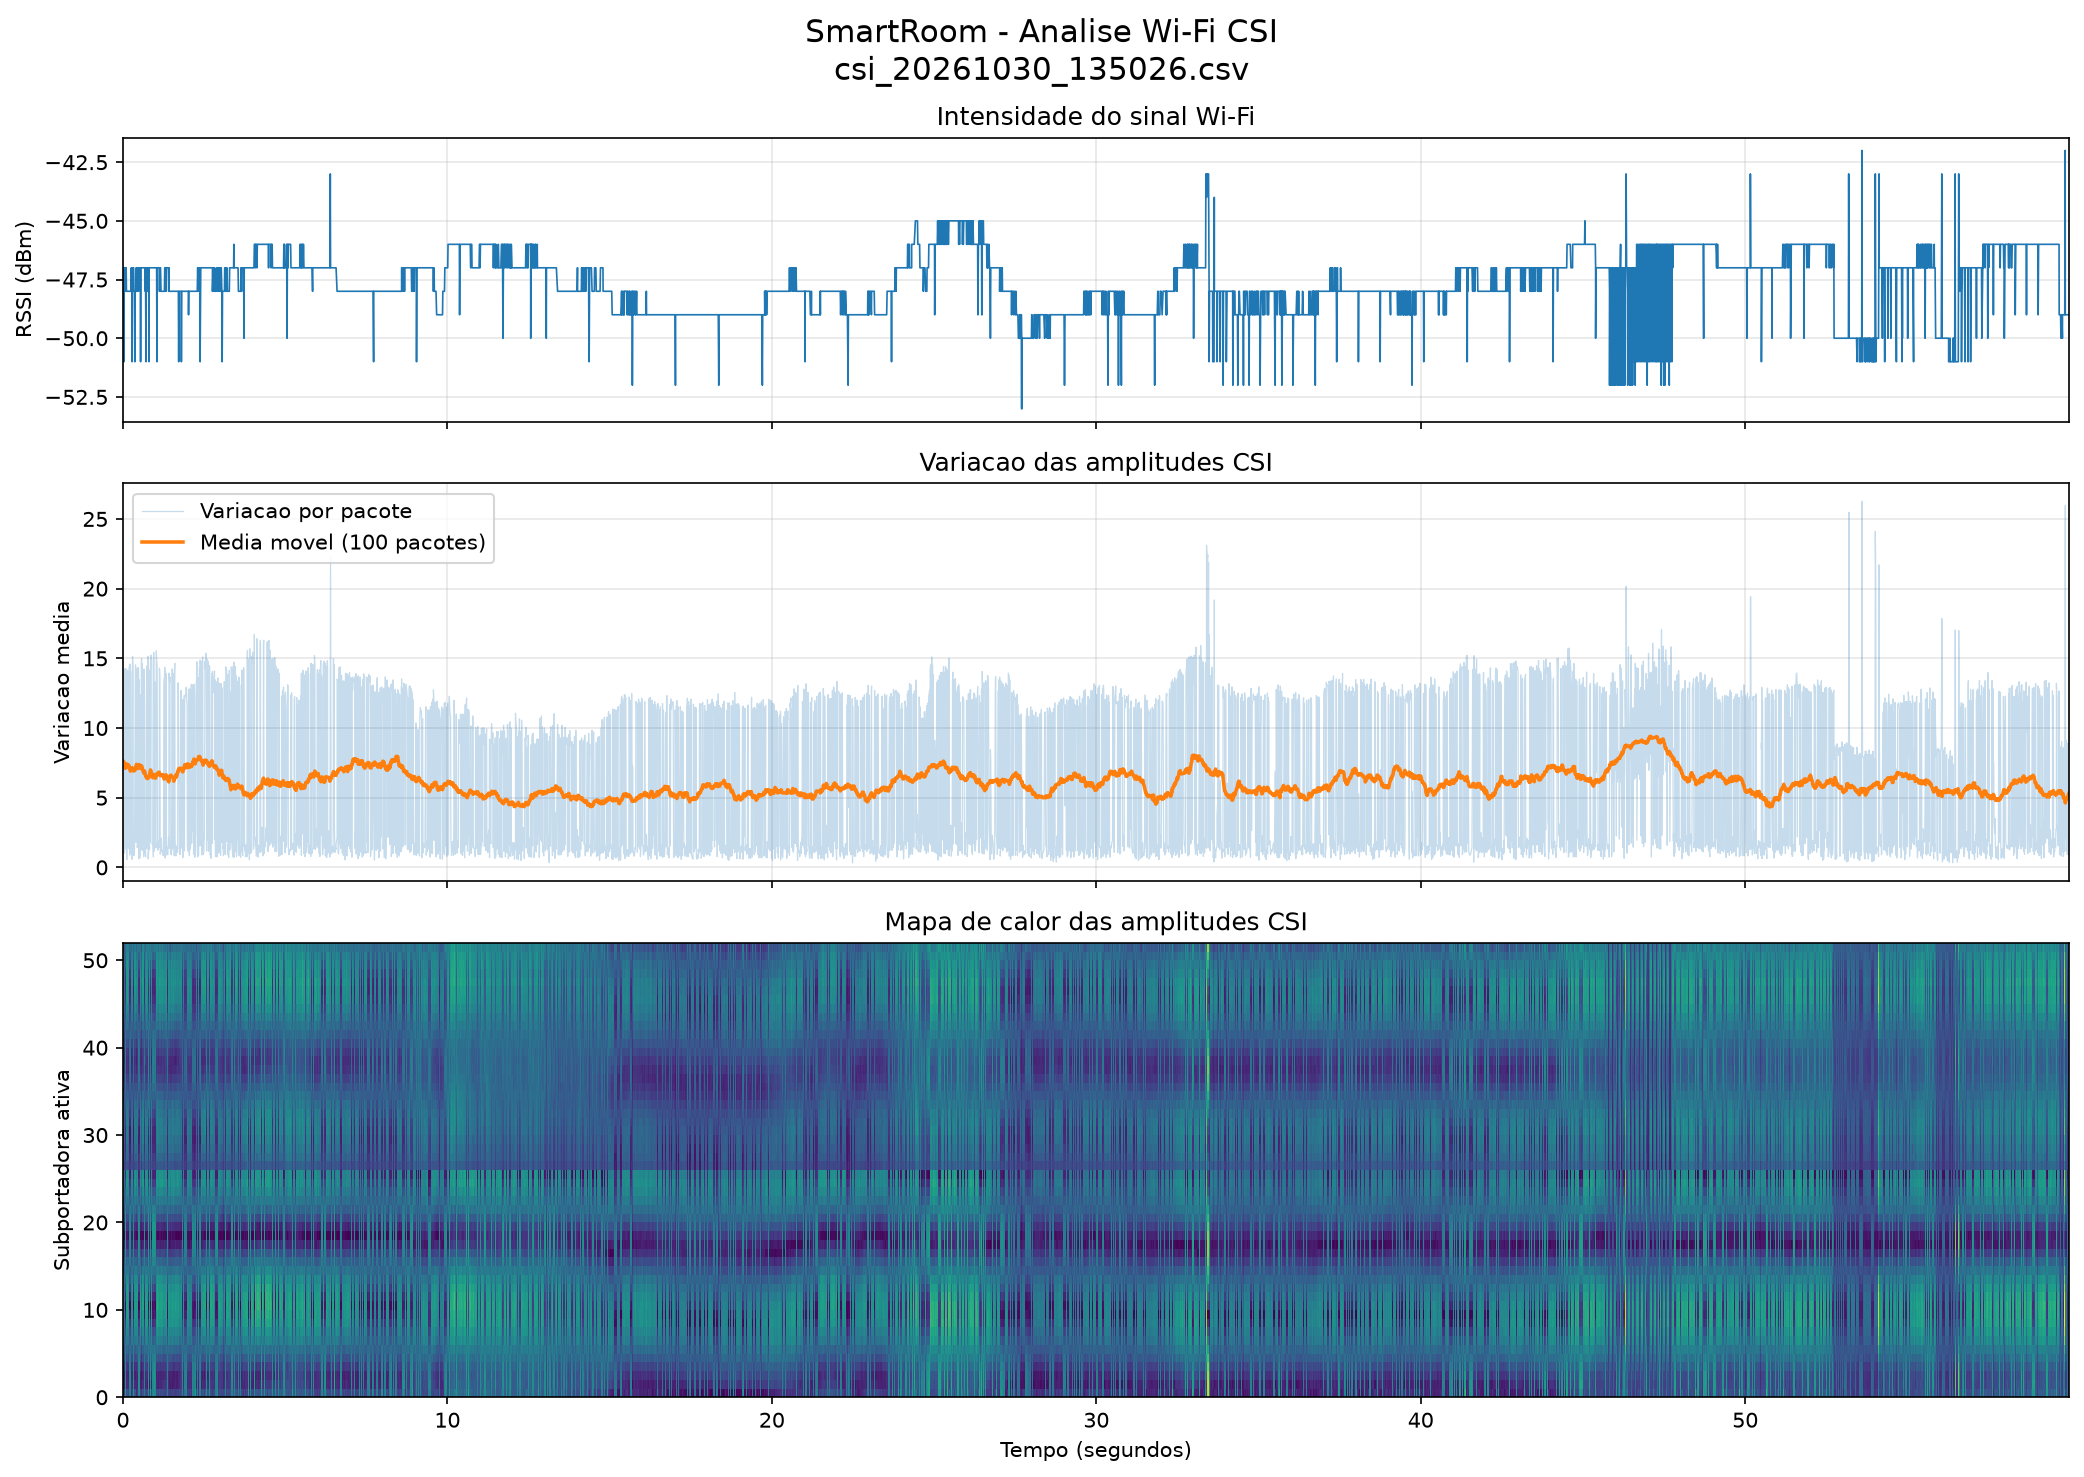 SmartRoom - Analise Wi-Fi CSI
csi_20261030_135026.csv
Intensidade do sinal Wi-Fi
RSSI (dBm)
−42.5
−45.0
−47.5
−50.0
−52.5
Variacao das amplitudes CSI
Variacao media
25
20
15
10
5
0
Variacao por pacote
Media movel (100 pacotes)
Mapa de calor das amplitudes CSI
Subportadora ativa
50
40
30
20
10
0
0 10 20 30 40 50
Tempo (segundos)